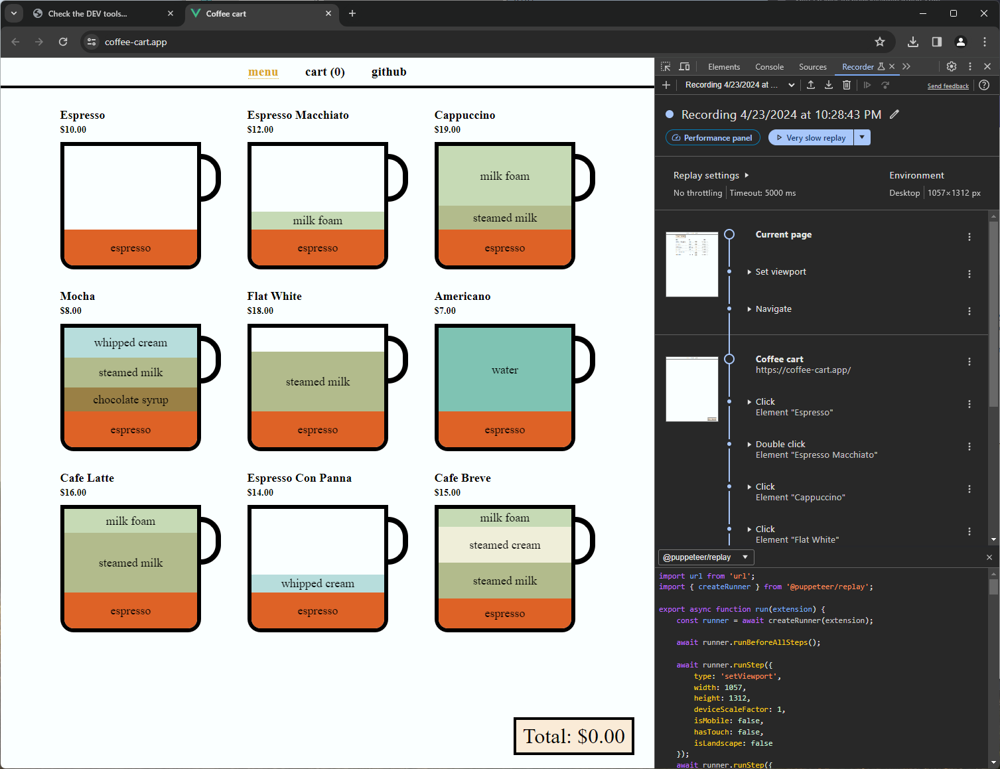 Check the DEV tools...
Coffee cart
coffee-cart.app
menu
cart (0)
github
Espresso
$10.00
espresso
Espresso Macchiato
$12.00
milk foam
espresso
Cappuccino
$19.00
milk foam
steamed milk
espresso
Mocha
$8.00
whipped cream
steamed milk
chocolate syrup
espresso
Flat White
$18.00
steamed milk
espresso
Americano
$7.00
water
espresso
Cafe Latte
$16.00
milk foam
steamed milk
espresso
Espresso Con Panna
$14.00
whipped cream
espresso
Cafe Breve
$15.00
milk foam
steamed cream
steamed milk
espresso
Total: $0.00
Elements
Console
Sources
Recorder
Recording 4/23/2024 at ...
Send feedback
Recording 4/23/2024 at 10:28:43 PM
Performance panel
Very slow replay
Replay settings
No throttling
Timeout: 5000 ms
Environment
Desktop
1057×1312 px
Current page
Set viewport
Navigate
Coffee cart
https://coffee-cart.app/
Click
Element "Espresso"
Double click
Element "Espresso Macchiato"
Click
Element "Cappuccino"
Click
Element "Flat White"
@puppeteer/replay
import url from 'url';
import { createRunner } from '@puppeteer/replay';
export async function run(extension) {
const runner = await createRunner(extension);
await runner.runBeforeAllSteps();
await runner.runStep({
type: 'setViewport',
width: 1057,
height: 1312,
deviceScaleFactor: 1,
isMobile: false,
hasTouch: false,
isLandscape: false
});
await runner.runStep({